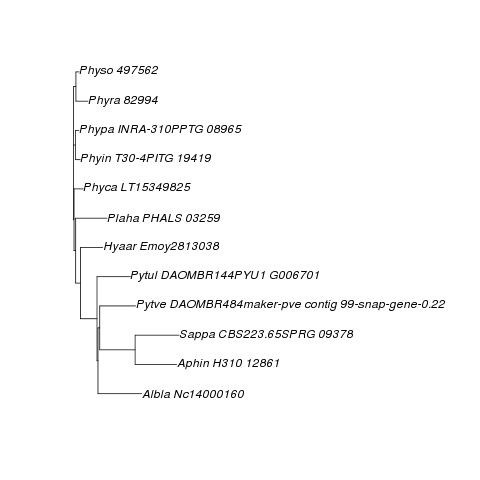 Physo 497562
Phyra 82994
Phypa INRA-310PPTG 08965
Phyin T30-4PITG 19419
Phyca LT15349825
Plaha PHALS 03259
Hyaar Emoy2813038
Pytul DAOMBR144PYU1 G006701
Pytve DAOMBR484maker-pve contig 99-snap-gene-0.22
Sappa CBS223.65SPRG 09378
Aphin H310 12861
Albla Nc14000160